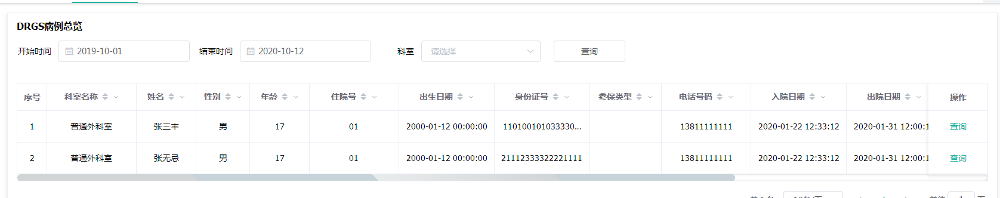 DRGS病例总览
开始时间 2019-10-01 结束时间 2020-10-12 科室 请选择 查询
序号 科室名称 姓名 性别 年龄 住院号 出生日期 身份证号 参保类型 电话号码 入院日期 出院日期 操作
1 普通外科室 张三丰 男 17 01 2000-01-12 00:00:00 110100101033330... 13811111111 2020-01-22 12:33:12 2020-01-31 12:00:1 查询
2 普通外科室 张无忌 男 17 01 2000-01-12 00:00:00 21112333322221111 13811111111 2020-01-22 12:33:12 2020-01-31 12:00:1 查询